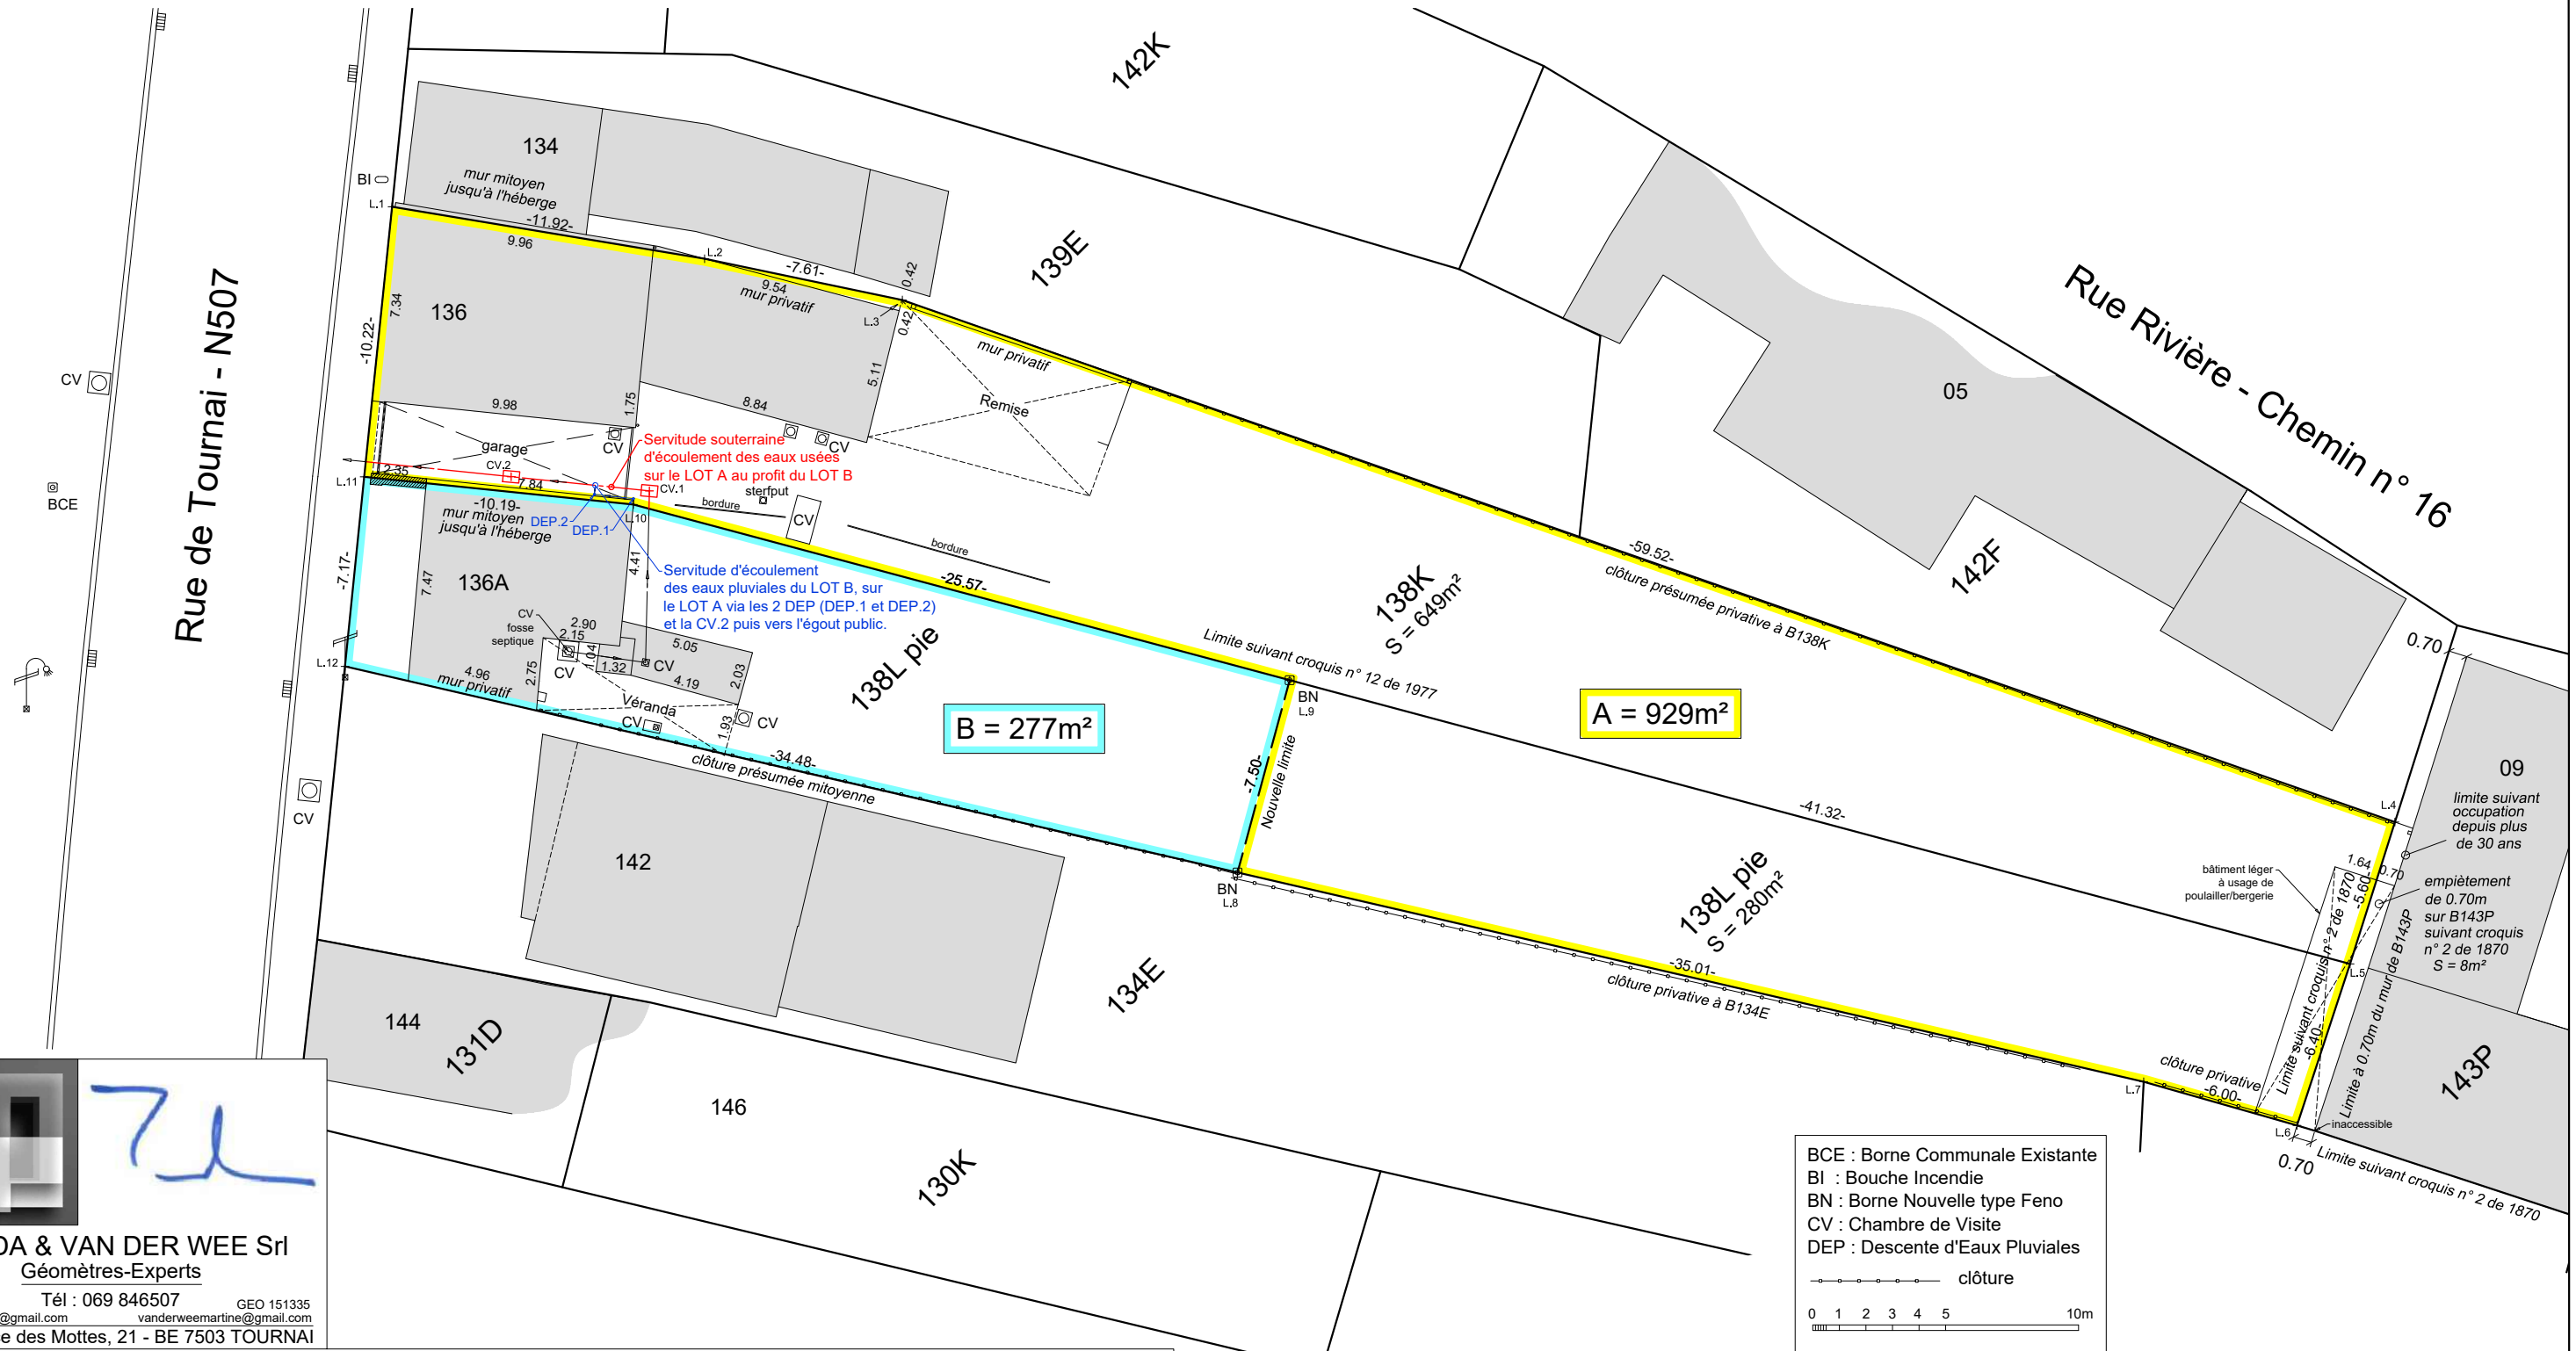 142K
134
mur mitoyen
jusqu'à l'héberge
BI
L.1
-11.92-
9.96
L.2
-7.61-
9.54
mur privatif
0.42
139E
Rue Rivière - Chemin n° 16
Rue de Tournai - N507
136
7.34
-10.22-
L.3
0.42
5.11
mur privatif
Remise
05
CV
9.98
1.75
8.84
CV
CV
garage
Servitude souterraine
d'écoulement des eaux usées
sur le LOT A au profit du LOT B
CV.2
2.35
7.84
CV.1
sterfput
bordure
CV
L.11
BCE
-10.19-
mur mitoyen
jusqu'à l'héberge
DEP.2
DEP.1
L.10
bordure
-59.52-
clôture présumée privative à B138K
142F
-7.17-
7.47
136A
4.41
Servitude d'écoulement
des eaux pluviales du LOT B, sur
le LOT A via les 2 DEP (DEP.1 et DEP.2)
et la CV.2 puis vers l'égout public.
-25.57-
138K
S = 649m²
CV
fosse
septique
2.90
2.15
1.04
1.32
CV
CV
5.05
4.19
2.03
2.75
138L pie
Limite suivant croquis n° 12 de 1977
0.70
L.12
4.96
mur privatif
Véranda
CV
1.93
CV
BN
L.9
B = 277m²
A = 929m²
-34.48-
clôture présumée mitoyenne
-7.50-
Nouvelle limite
09
limite suivant
occupation
depuis plus
de 30 ans
CV
-41.32-
L.4
142
BN
L.8
138L pie
S = 280m²
bâtiment léger
à usage de
poulailler/bergerie
1.64
0.70
-5.60-
empiètement
de 0.70m
sur B143P
suivant croquis
n° 2 de 1870
S = 8m²
Limite suivant croquis n° 2 de 1870
Limite à 0.70m du mur de B143P
L.5
-6.40-
134E
-35.01-
clôture privative à B134E
144
131D
clôture privative
-6.00-
L.7
L.6
inaccessible
0.70
143P
Limite suivant croquis n° 2 de 1870
146
130K
DA & VAN DER WEE Srl
Géomètres-Experts
Tél : 069 846507
GEO 151335
@gmail.com vanderweemartine@gmail.com
e des Mottes, 21 - BE 7503 TOURNAI
BCE : Borne Communale Existante
BI : Bouche Incendie
BN : Borne Nouvelle type Feno
CV : Chambre de Visite
DEP : Descente d'Eaux Pluviales
clôture
0 1 2 3 4 5 10m